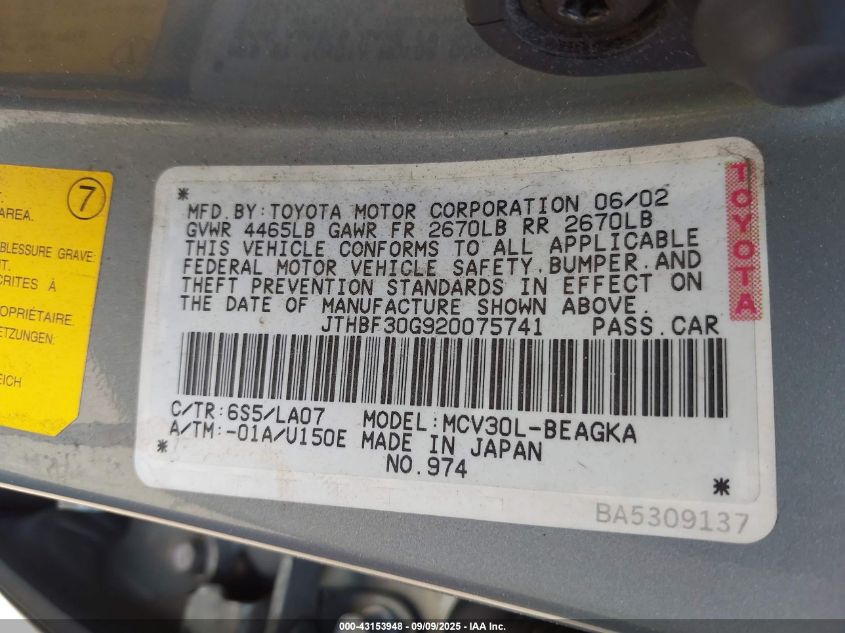 7
AREA.
BLESSURE GRAVE
CRITES À
PROPRIÉTAIRE.
ETZUNGEN:
EICH
*
MFD. BY: TOYOTA MOTOR CORPORATION 06/02
GVWR 4465LB GAWR FR 2670LB RR 2670LB
THIS VEHICLE CONFORMS TO ALL APPLICABLE
FEDERAL MOTOR VEHICLE SAFETY, BUMPER, AND
THEFT PREVENTION STANDARDS IN EFFECT ON
THE DATE OF MANUFACTURE SHOWN ABOVE.
JTHBF30G920075741 PASS. CAR
C/TR: 6S5/LA07 MODEL: MCV30L-BEAGKA
A/TM: -01A/U150E MADE IN JAPAN
* NO. 974 *
BA5309137
TOYOTA
000-43153948 - 09/09/2025 - IAA Inc.